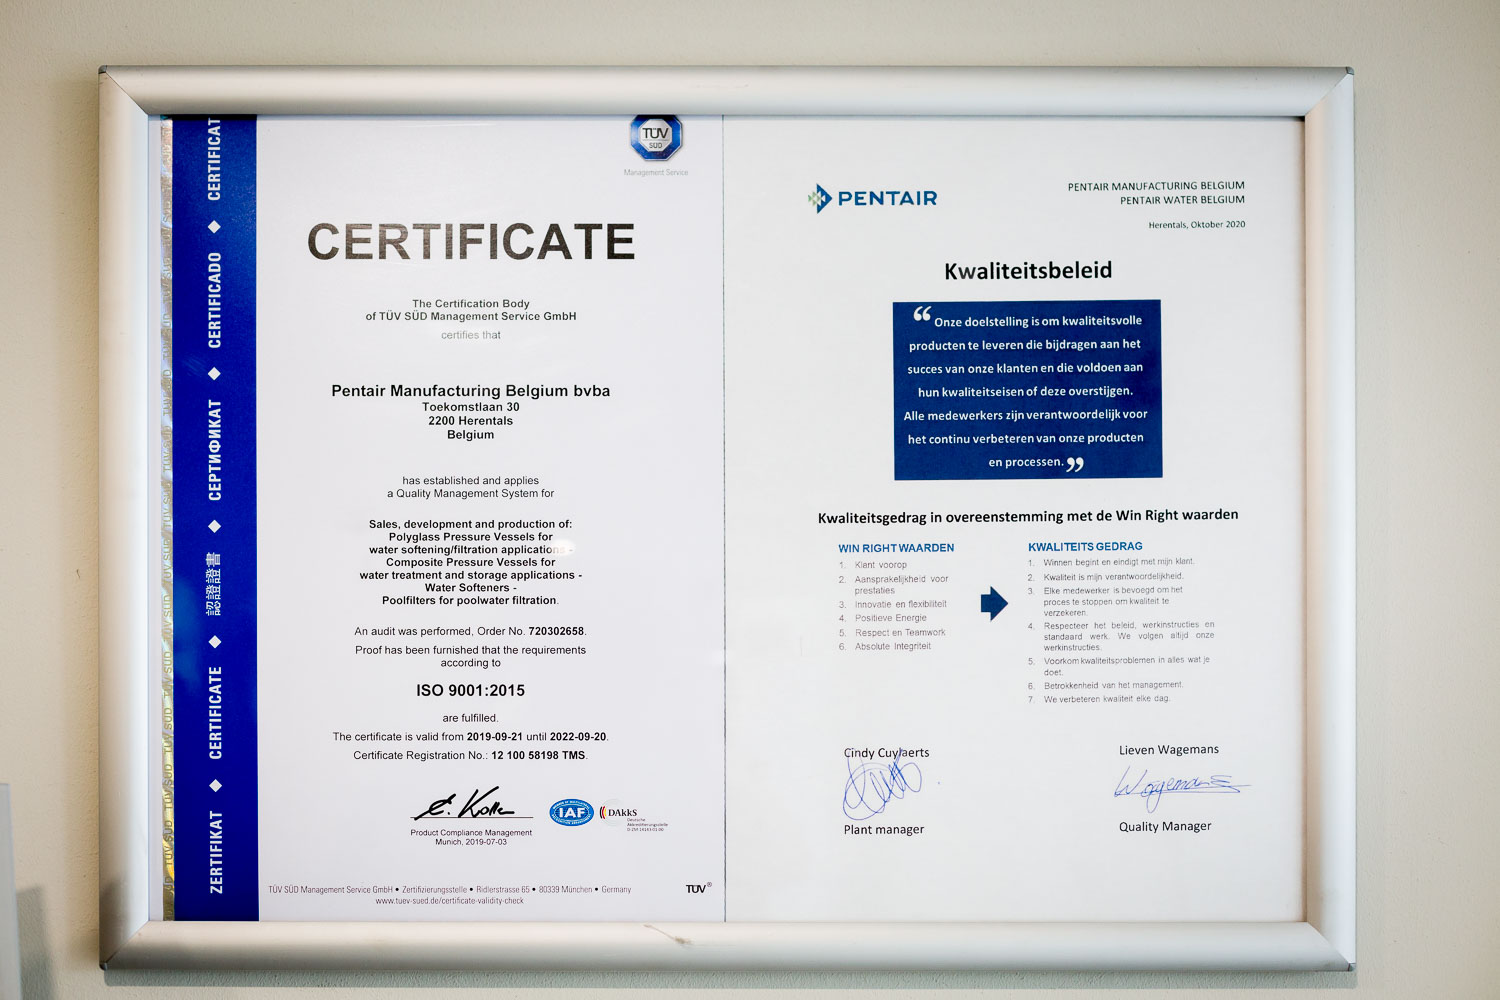 ZERTIFIKAT ◆ CERTIFICATE ◆ 認證證書 ◆ СЕРТИФИКАТ ◆ CERTIFICADO ◆ CERTIFICAT
TÜV
SÜD
Management Service
CERTIFICATE
The Certification Body
of TÜV SÜD Management Service GmbH
certifies that
Pentair Manufacturing Belgium bvba
Toekomstlaan 30
2200 Herentals
Belgium
has established and applies
a Quality Management System for
Sales, development and production of:
Polyglass Pressure Vessels for
water softening/filtration applications -
Composite Pressure Vessels for
water treatment and storage applications -
Water Softeners -
Poolfilters for poolwater filtration.
An audit was performed, Order No. 720302658.
Proof has been furnished that the requirements
according to
ISO 9001:2015
are fulfilled.
The certificate is valid from 2019-09-21 until 2022-09-20.
Certificate Registration No.: 12 100 58198 TMS.
Product Compliance Management
Munich, 2019-07-03
IAF
DAkkS
Deutsche
Akkreditierungsstelle
TÜV SÜD Management Service GmbH • Zertifizierungsstelle • Ridlerstrasse 65 • 80339 München • Germany
www.tuev-sued.de/certificate-validity-check
TÜV®
PENTAIR
PENTAIR MANUFACTURING BELGIUM
PENTAIR WATER BELGIUM
Herentals, Oktober 2020
Kwaliteitsbeleid
“ Onze doelstelling is om kwaliteitsvolle
producten te leveren die bijdragen aan het
succes van onze klanten en die voldoen aan
hun kwaliteitseisen of deze overstijgen.
Alle medewerkers zijn verantwoordelijk voor
het continu verbeteren van onze producten
en processen. ”
Kwaliteitsgedrag in overeenstemming met de Win Right waarden
WIN RIGHT WAARDEN
1. Klant voorop
2. Aansprakelijkheid voor
prestaties
3. Innovatie en flexibiliteit
4. Positieve Energie
5. Respect en Teamwork
6. Absolute Integriteit
KWALITEITS GEDRAG
1. Winnen begint en eindigt met mijn klant.
2. Kwaliteit is mijn verantwoordelijkheid.
3. Elke medewerker is bevoegd om het
proces te stoppen om kwaliteit te
verzekeren.
4. Respecteer het beleid, werkinstructies en
standaard werk. We volgen altijd onze
werkinstructies.
5. Voorkom kwaliteitsproblemen in alles wat je
doet.
6. Betrokkenheid van het management.
7. We verbeteren kwaliteit elke dag.
Cindy Cuylaerts
Plant manager
Lieven Wagemans
Wagemans
Quality Manager